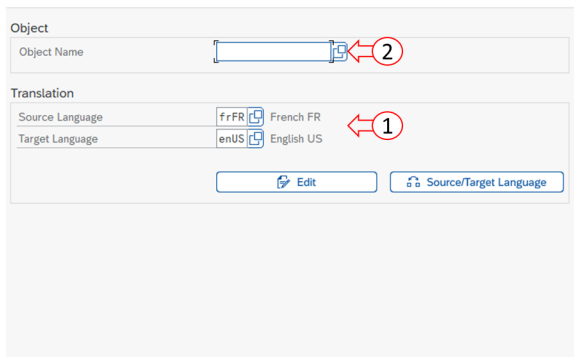 Object
Object Name 2
Translation
Source Language frFR French FR
1
Target Language enUS English US
Edit Source/Target Language